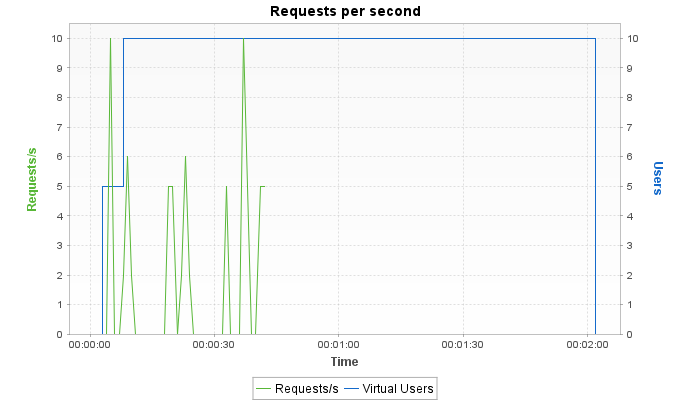 Requests per second
10 10
9 9
8 8
7 7
6 6
5 5
4 4
3 3
2 2
1 1
0 0
Requests/s
Users
00:00:00 00:00:30 00:01:00 00:01:30 00:02:00
Time
Requests/s Virtual Users